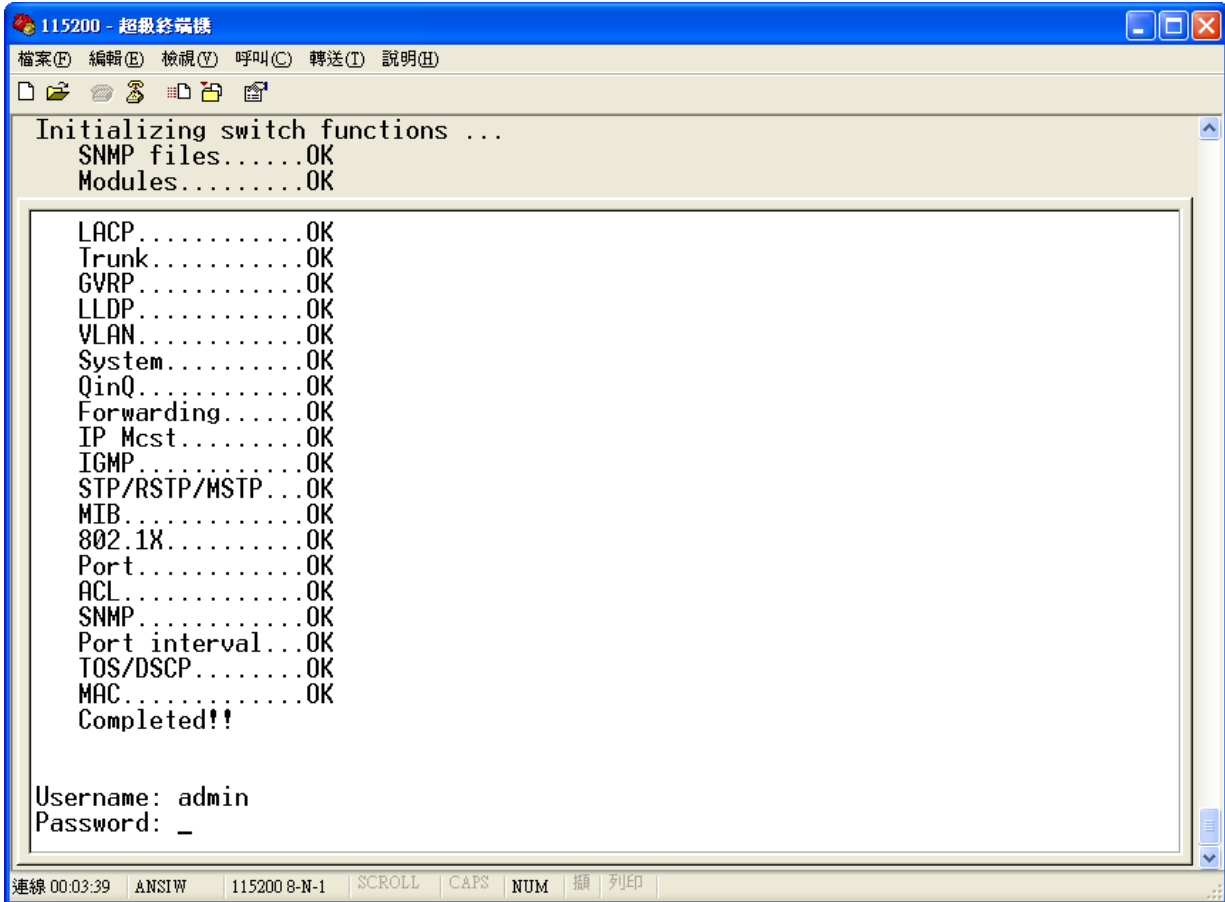 115200 - 超級終端機
檔案(F) 編輯(E) 檢視(V) 呼叫(C) 轉送(T) 說明(H)
Initializing switch functions ...
SNMP files......OK
Modules.........OK
LACP............OK
Trunk...........OK
GVRP............OK
LLDP............OK
VLAN............OK
System..........OK
QinQ............OK
Forwarding......OK
IP Mcst.........OK
IGMP............OK
STP/RSTP/MSTP...OK
MIB.............OK
802.1X..........OK
Port............OK
ACL.............OK
SNMP............OK
Port interval...OK
TOS/DSCP........OK
MAC.............OK
Completed!!
Username: admin
Password: _
連線 00:03:39 ANSIW 115200 8-N-1 SCROLL CAPS NUM 擷 列印